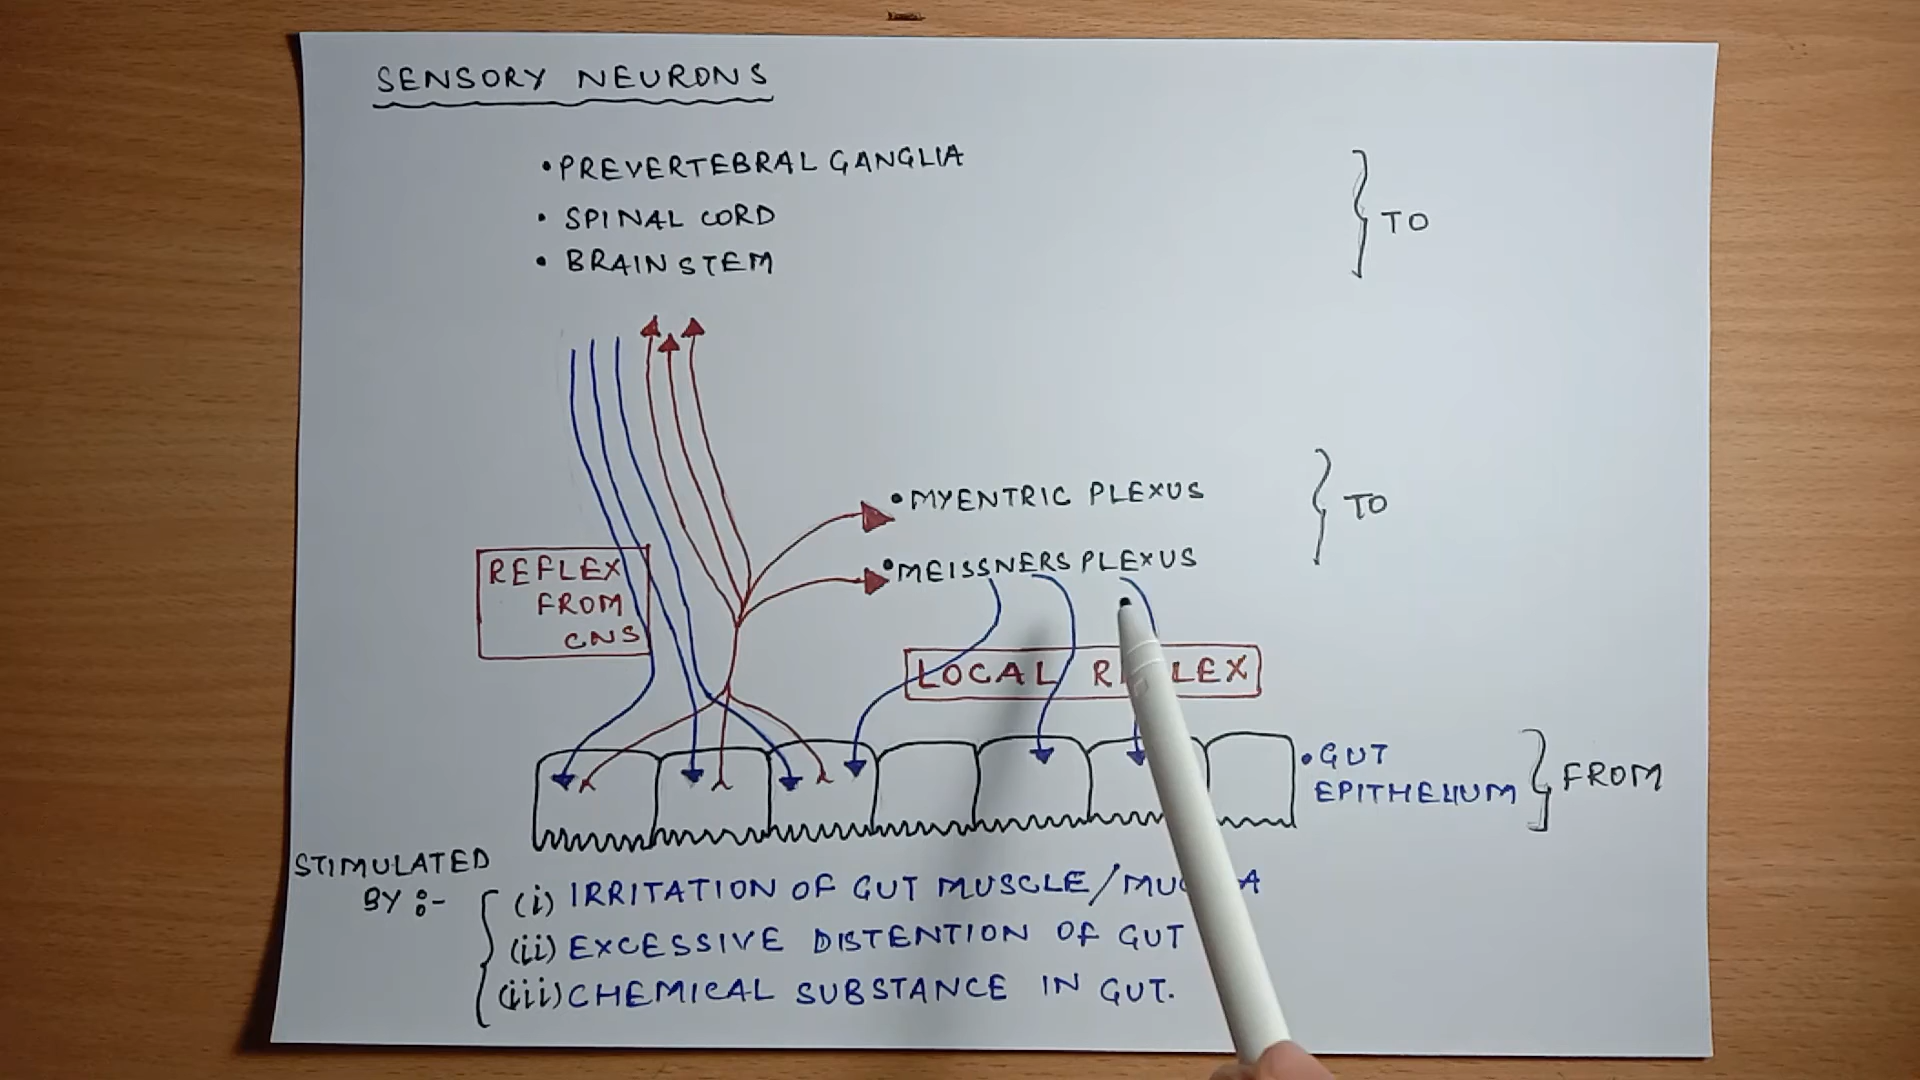 SENSORY NEURONS
• PREVERTEBRAL GANGLIA
• SPINAL CORD
• BRAIN STEM
TO
• MYENTRIC PLEXUS
TO
• MEISSNERS PLEXUS
REFLEX
FROM
CNS
LOCAL
• GUT
EPITHELIUM
FROM
STIMULATED
BY :-
(i) IRRITATION OF GUT MUSCLE/
(ii) EXCESSIVE DISTENTION OF GUT
(iii) CHEMICAL SUBSTANCE IN GUT.